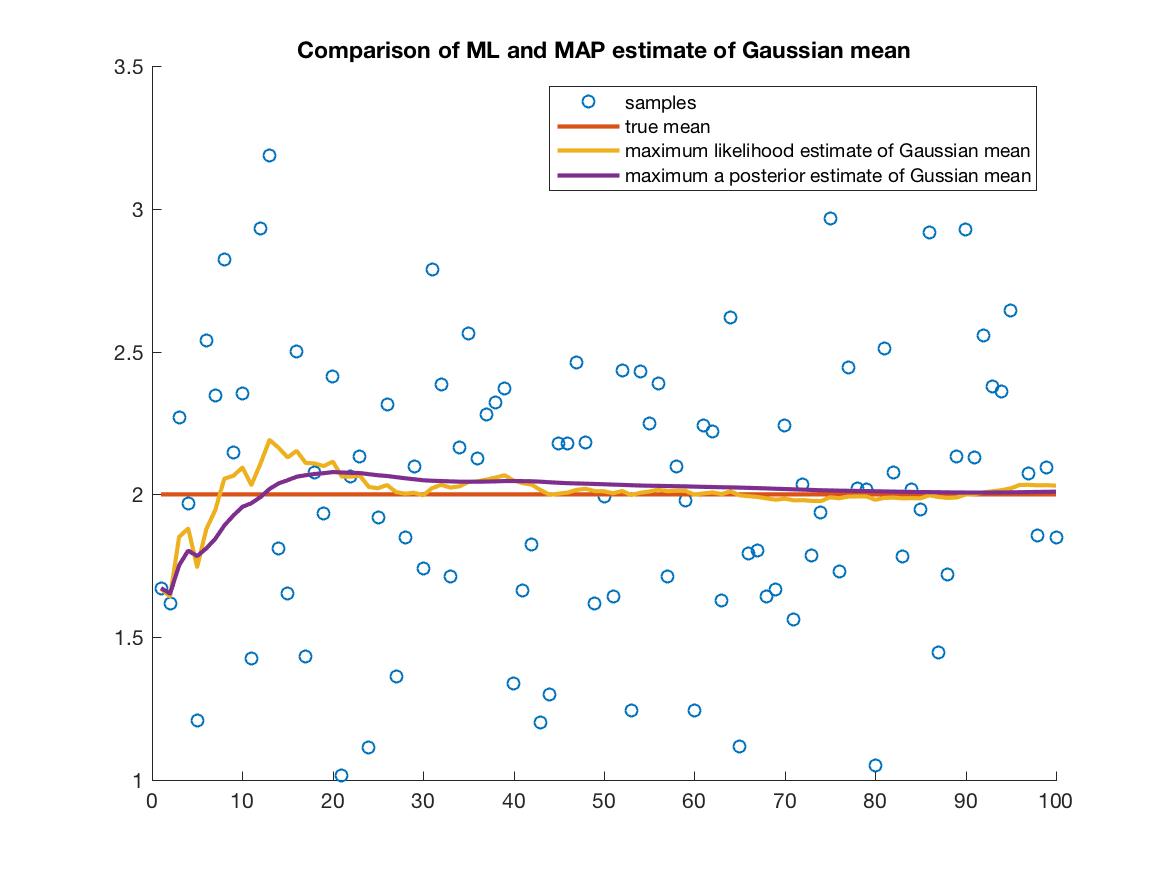 Comparison of ML and MAP estimate of Gaussian mean
3.5
samples
true mean
maximum likelihood estimate of Gaussian mean
maximum a posterior estimate of Gussian mean
3
2.5
2
1.5
1
0 10 20 30 40 50 60 70 80 90 100